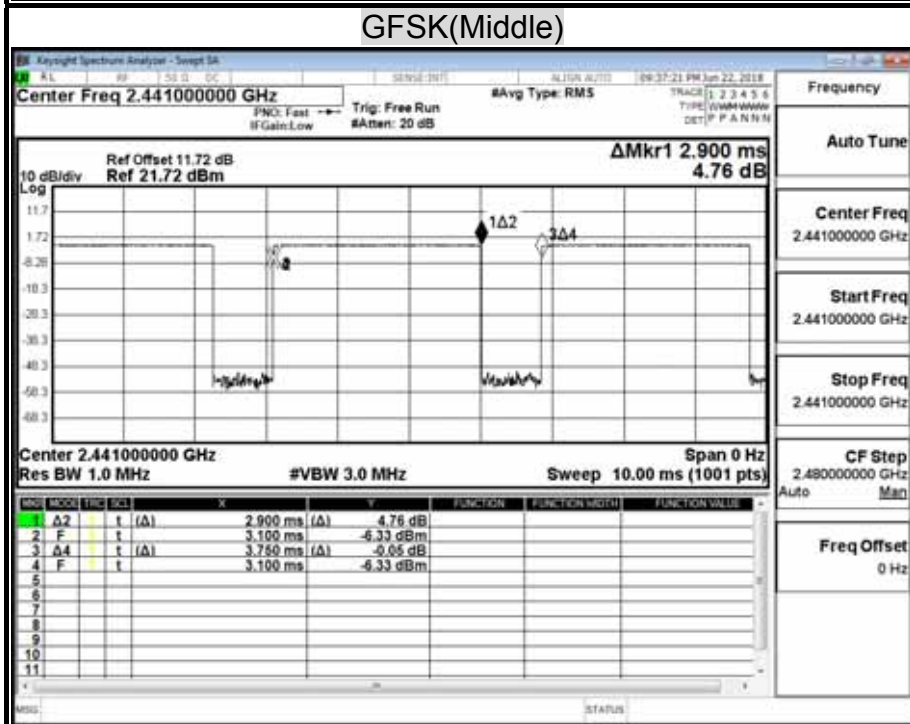 GFSK(Middle)
Keysight Spectrum Analyzer - Swept SA
RL RF 50 Ω DC SENSE:INT ALIGN AUTO 09:37:21 PM Jun 22, 2018
Center Freq 2.441000000 GHz
PNO: Fast
IFGain:Low
Trig: Free Run
#Atten: 20 dB
#Avg Type: RMS
TRACE 1 2 3 4 5 6
TYPE WWWWWW
DET P P A N N N
Ref Offset 11.72 dB
10 dB/div Ref 21.72 dBm
Log
ΔMkr1 2.900 ms
4.76 dB
11.7
1.72
-8.28
-18.3
-28.3
-38.3
-48.3
-58.3
-68.3
1Δ2
3Δ4
Center 2.441000000 GHz Span 0 Hz
Res BW 1.0 MHz #VBW 3.0 MHz Sweep 10.00 ms (1001 pts)
MKR MODE TRC SCL X Y FUNCTION FUNCTION WIDTH FUNCTION VALUE
1 Δ2 1 t (Δ) 2.900 ms (Δ) 4.76 dB
2 F 1 t 3.100 ms -6.33 dBm
3 Δ4 1 t (Δ) 3.750 ms (Δ) -0.05 dB
4 F 1 t 3.100 ms -6.33 dBm
5
6
7
8
9
10
11
MSG STATUS
Frequency
Auto Tune
Center Freq
2.441000000 GHz
Start Freq
2.441000000 GHz
Stop Freq
2.441000000 GHz
CF Step
2.480000000 GHz
Auto Man
Freq Offset
0 Hz